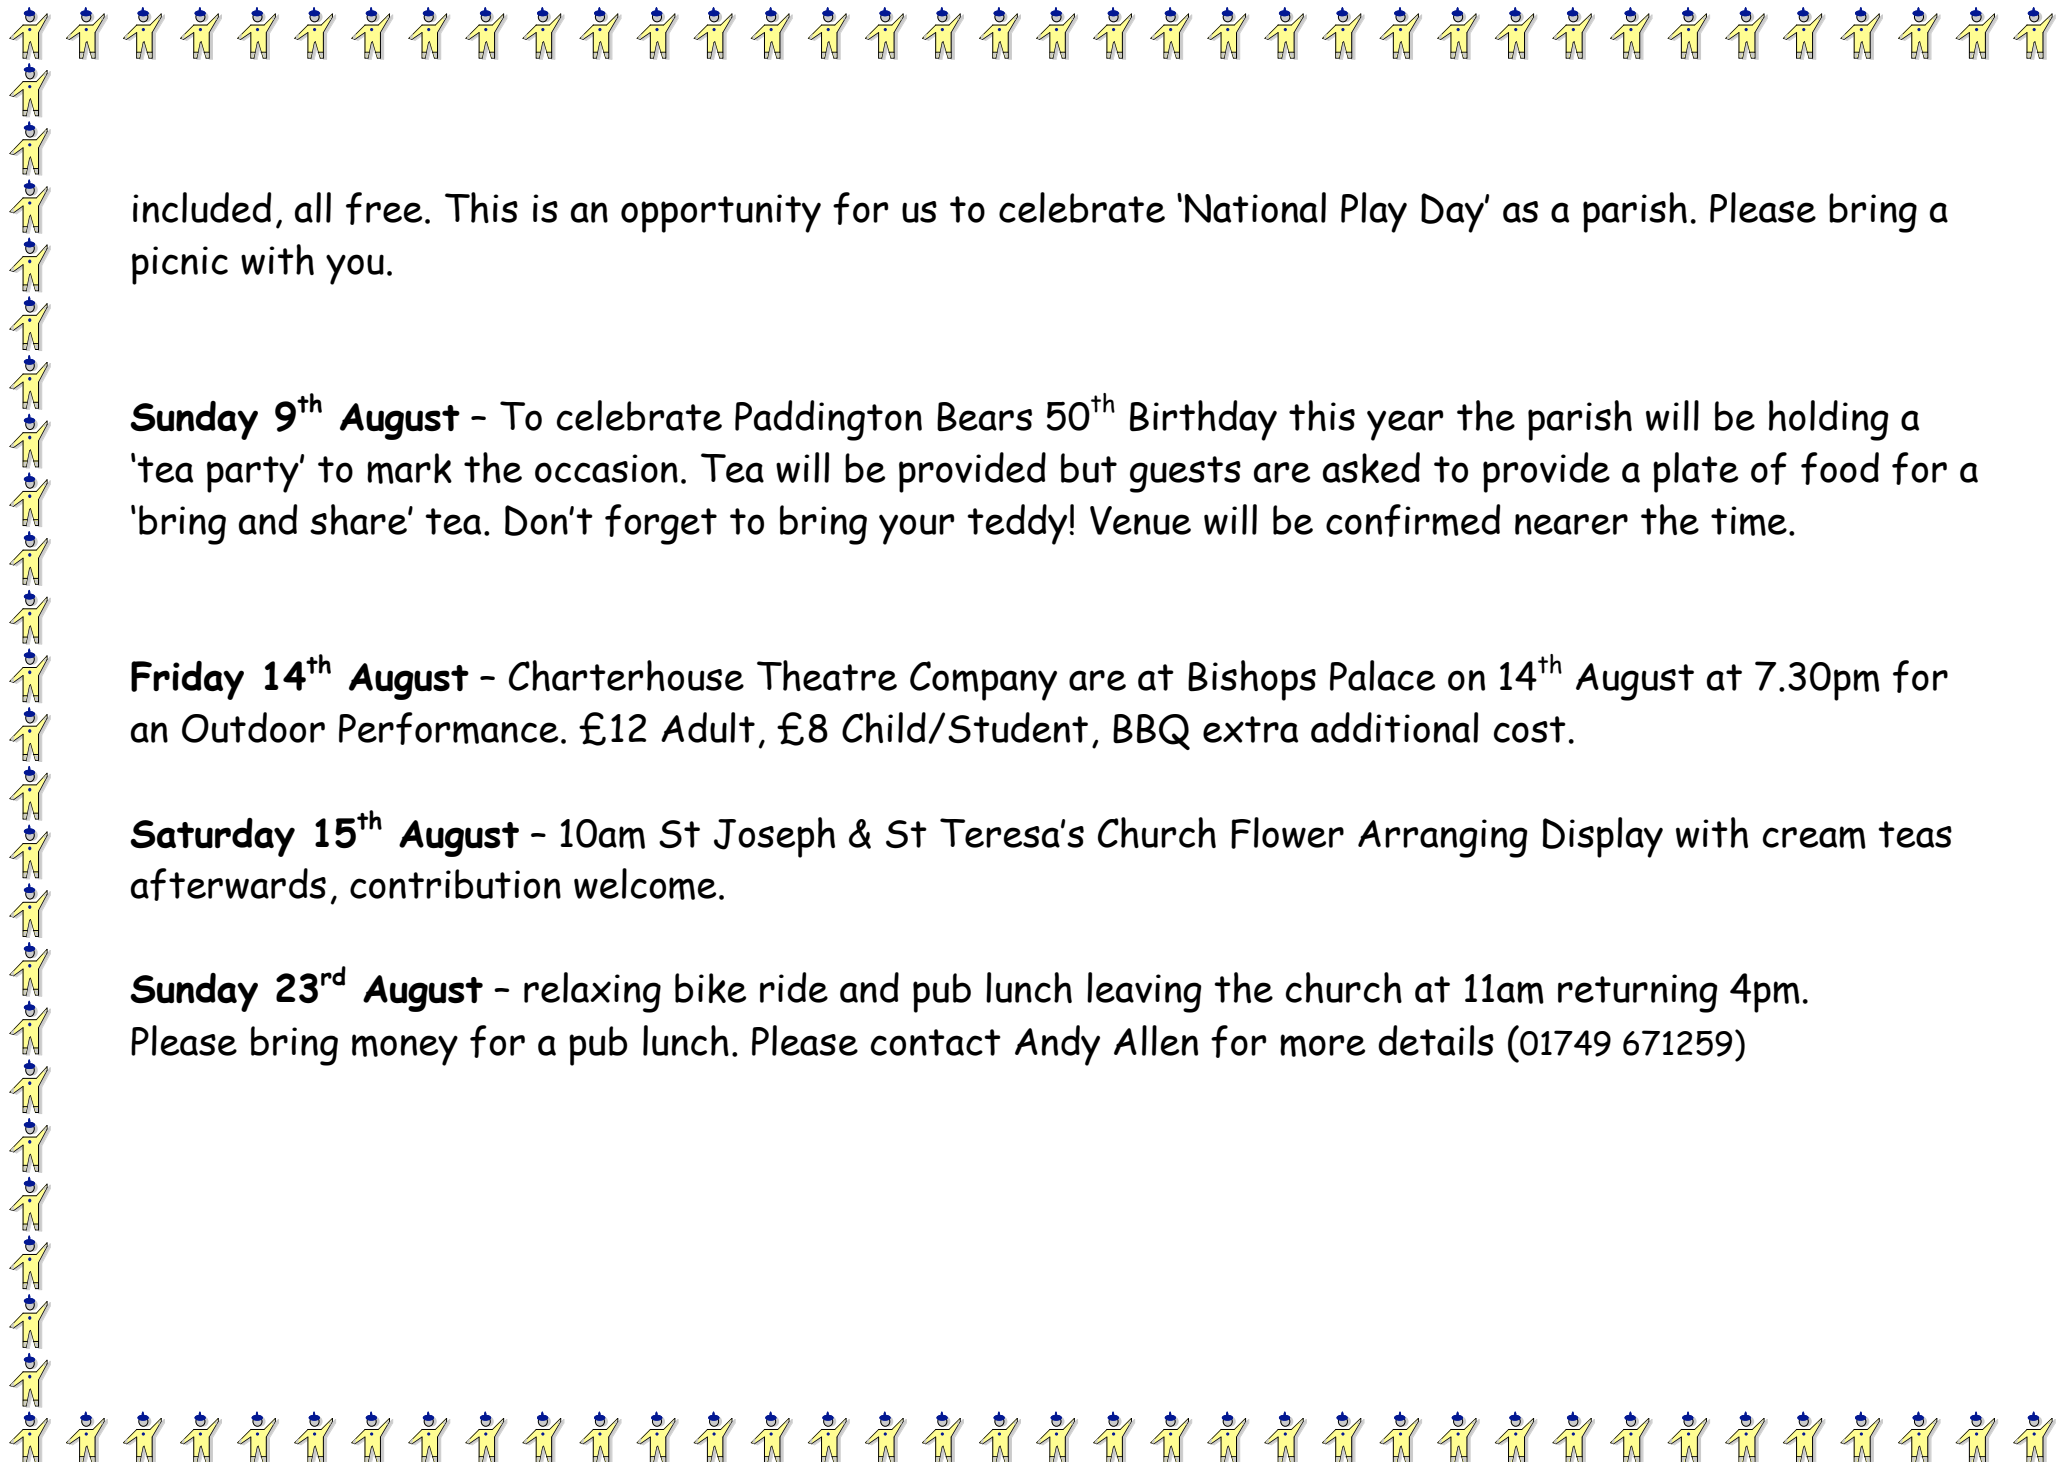 included, all free. This is an opportunity for us to celebrate ‘National Play Day’ as a parish. Please bring a
picnic with you.
Sunday 9th August – To celebrate Paddington Bears 50th Birthday this year the parish will be holding a
‘tea party’ to mark the occasion. Tea will be provided but guests are asked to provide a plate of food for a
‘bring and share’ tea. Don’t forget to bring your teddy! Venue will be confirmed nearer the time.
Friday 14th August – Charterhouse Theatre Company are at Bishops Palace on 14th August at 7.30pm for
an Outdoor Performance. £12 Adult, £8 Child/Student, BBQ extra additional cost.
Saturday 15th August – 10am St Joseph & St Teresa’s Church Flower Arranging Display with cream teas
afterwards, contribution welcome.
Sunday 23rd August – relaxing bike ride and pub lunch leaving the church at 11am returning 4pm.
Please bring money for a pub lunch. Please contact Andy Allen for more details (01749 671259)